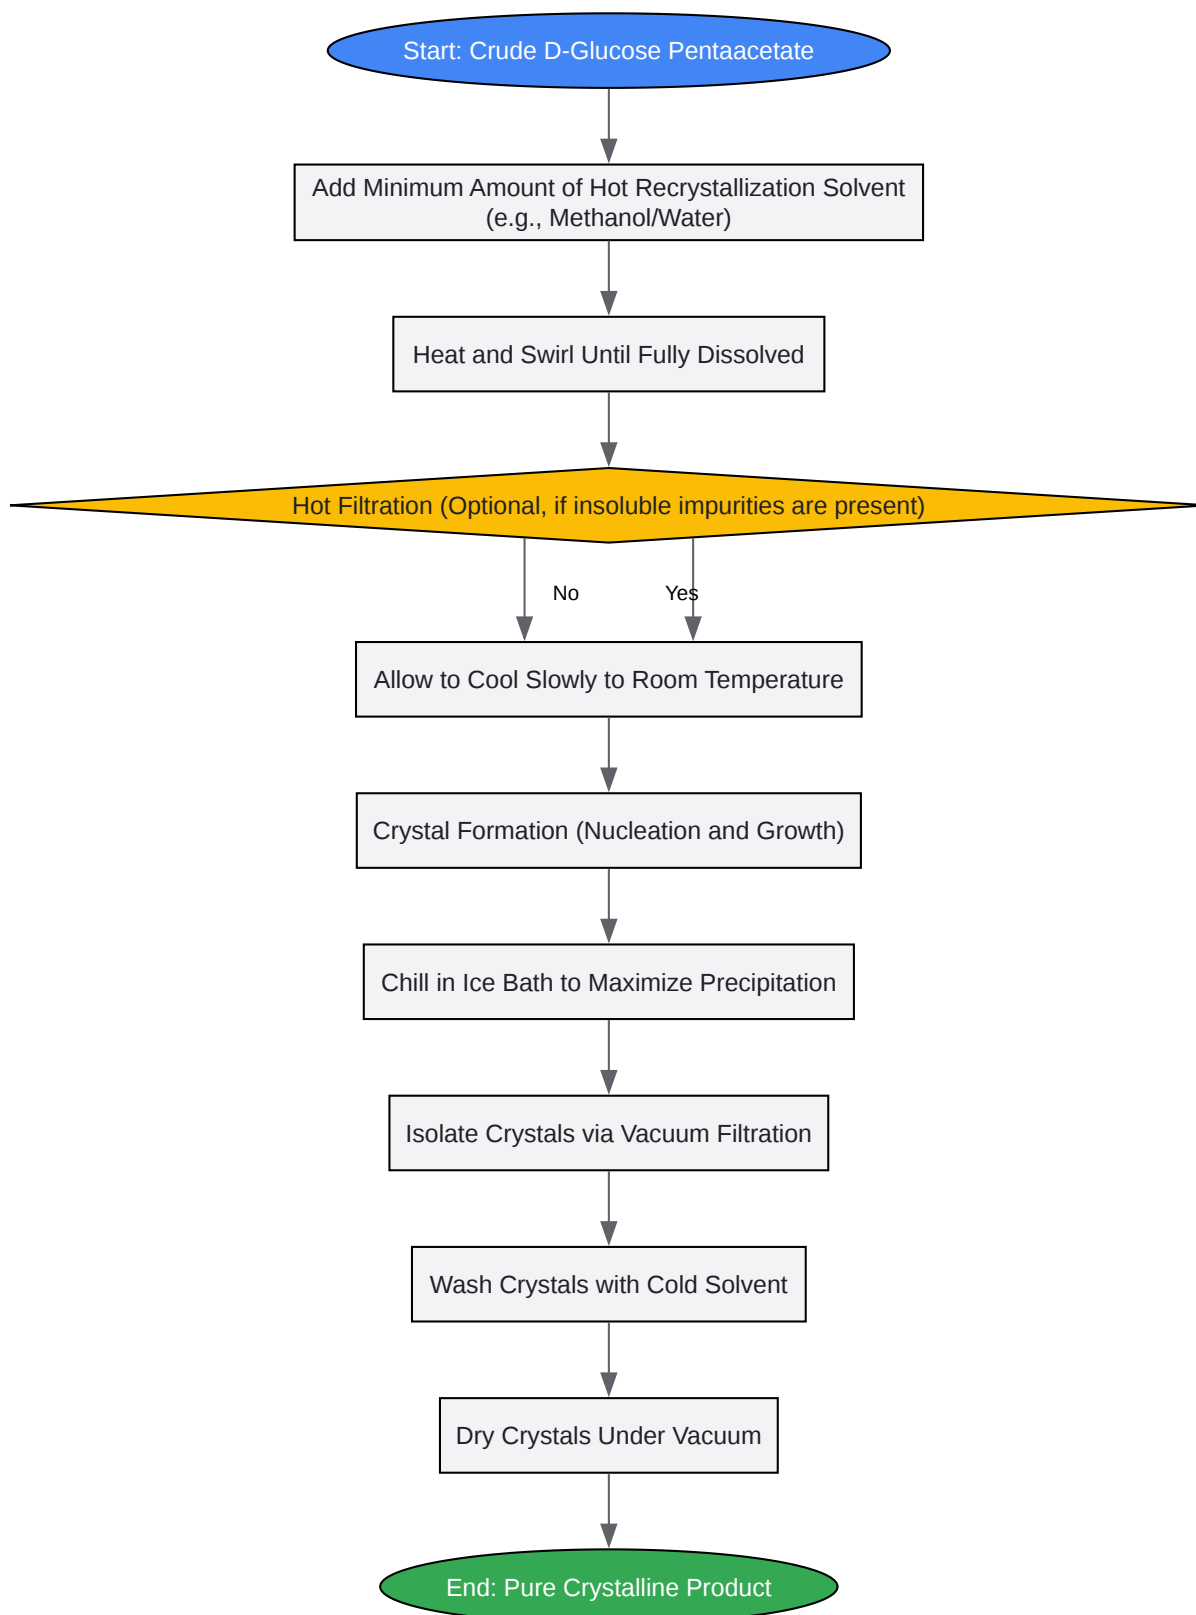 Start: Crude D-Glucose Pentaacetate
Add Minimum Amount of Hot Recrystallization Solvent
(e.g., Methanol/Water)
Heat and Swirl Until Fully Dissolved
Hot Filtration (Optional, if insoluble impurities are present)
No
Yes
Allow to Cool Slowly to Room Temperature
Crystal Formation (Nucleation and Growth)
Chill in Ice Bath to Maximize Precipitation
Isolate Crystals via Vacuum Filtration
Wash Crystals with Cold Solvent
Dry Crystals Under Vacuum
End: Pure Crystalline Product